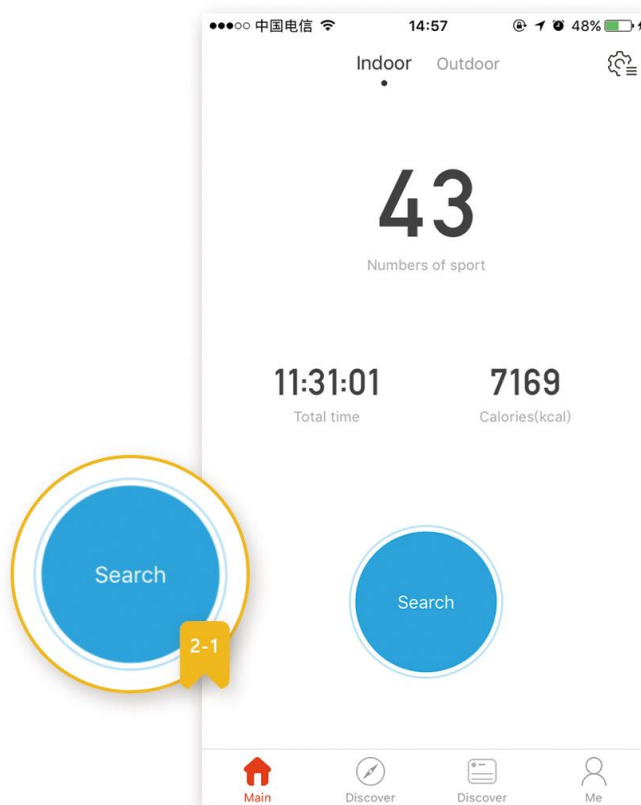 中国电信 14:57 48%
Indoor Outdoor
43
Numbers of sport
11:31:01 7169
Total time Calories(kcal)
Search
2-1
Search
Main Discover Discover Me